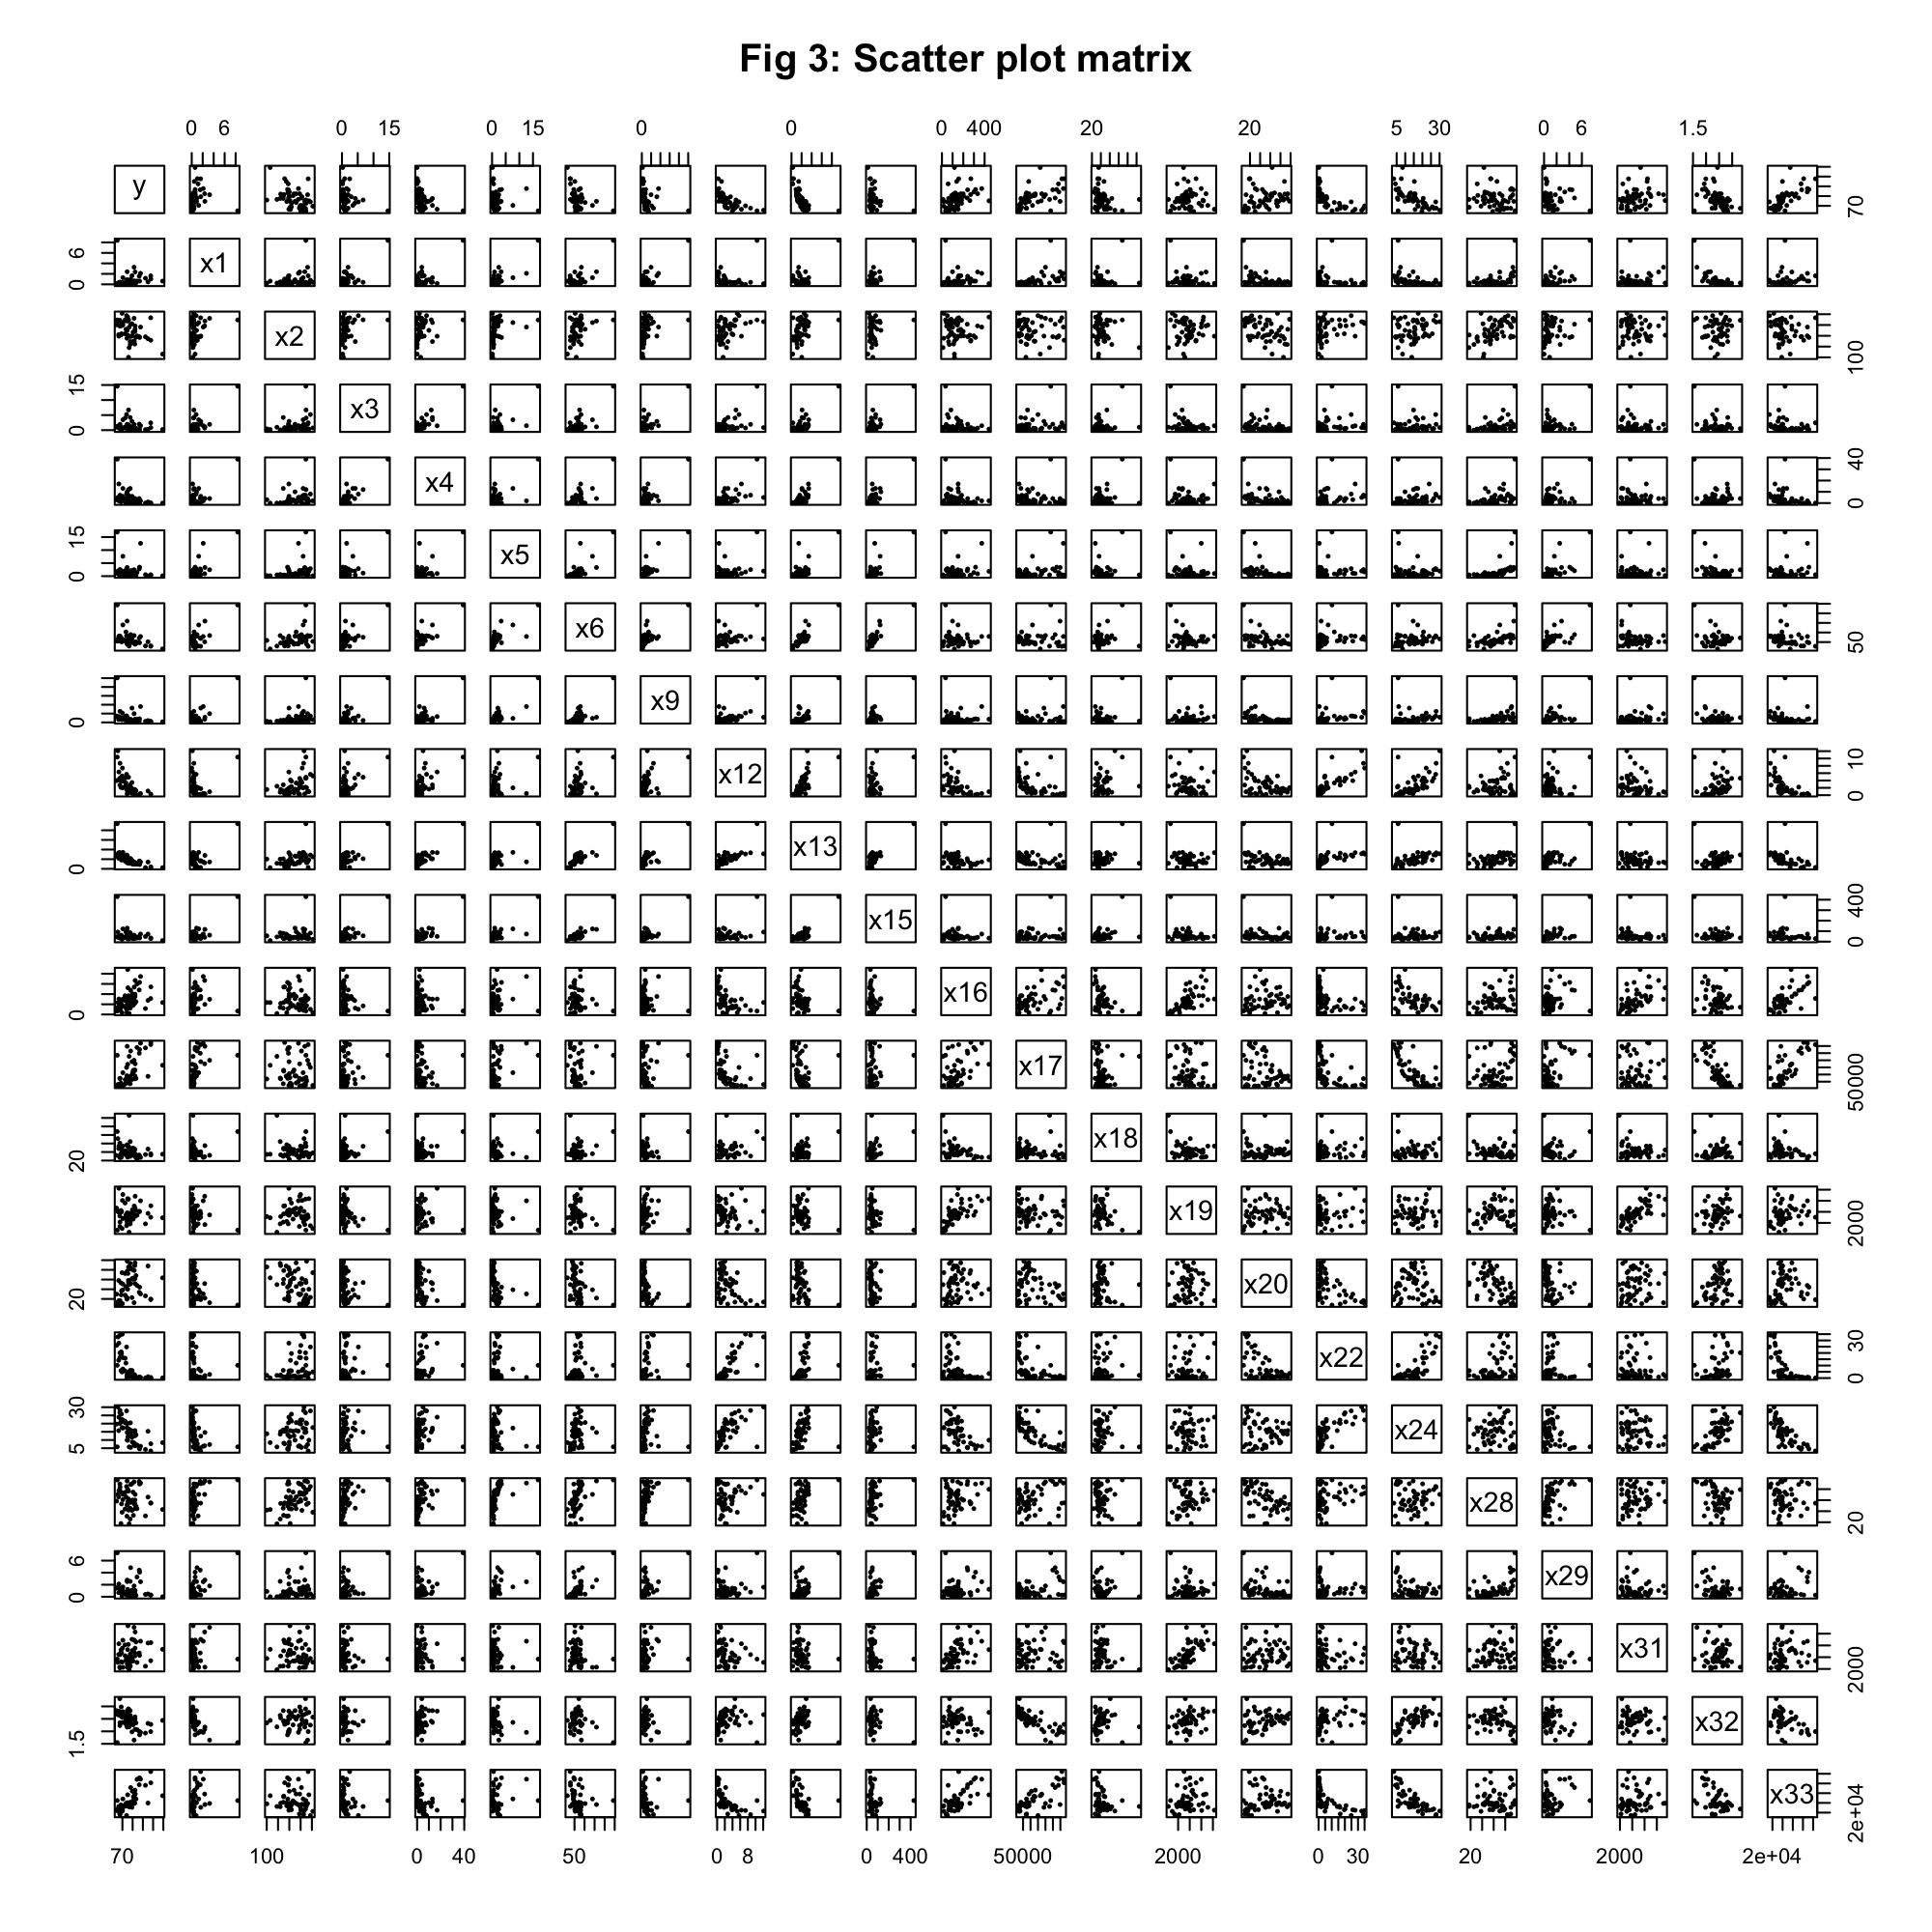 Fig 3: Scatter plot matrix
0 6 0 15 0 15 0 0 0 400 20 20 5 30 0 6 1.5
y 70
0 6 x1
x2 100
0 15 x3
x4 0 40
0 15 x5
x6 50
0 x9
x12 0 10
0 x13
x15 0 400
0 x16
x17 50000
20 x18
x19 2000
20 x20
x22 0 30
5 30 x24
x28 20
0 6 x29
x31 2000
1.5 x32
x33 2e+04
70 100 0 40 50 0 8 0 400 50000 2000 0 30 20 2000 2e+04